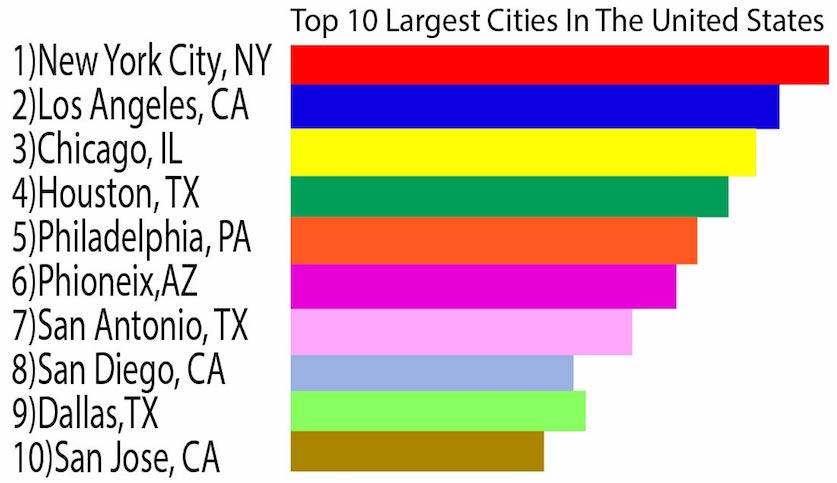 Top 10 Largest Cities In The United States
1)New York City, NY
2)Los Angeles, CA
3)Chicago, IL
4)Houston, TX
5)Philadelphia, PA
6)Phioneix,AZ
7)San Antonio, TX
8)San Diego, CA
9)Dallas,TX
10)San Jose, CA